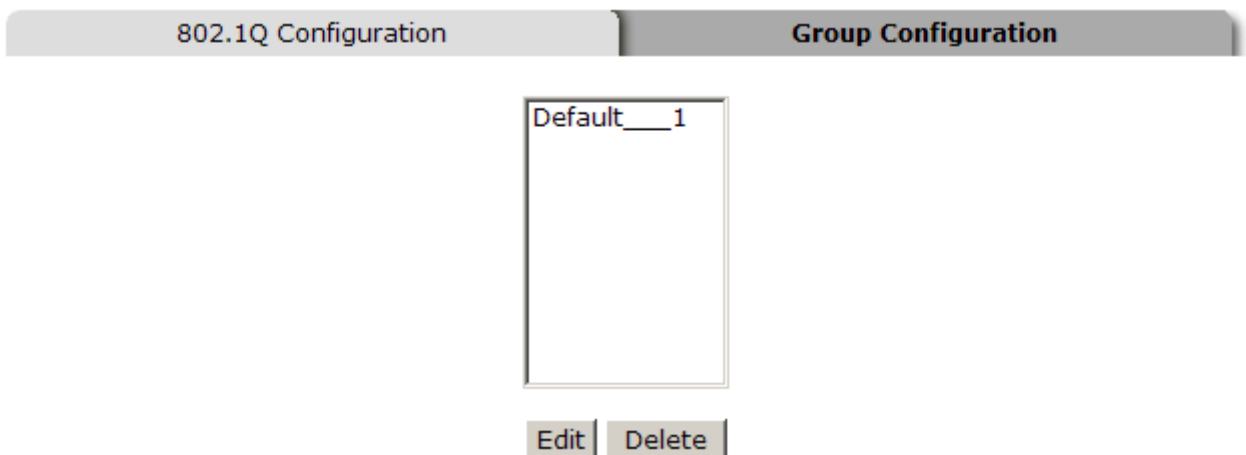 802.1Q Configuration
Group Configuration
Default___1
Edit
Delete